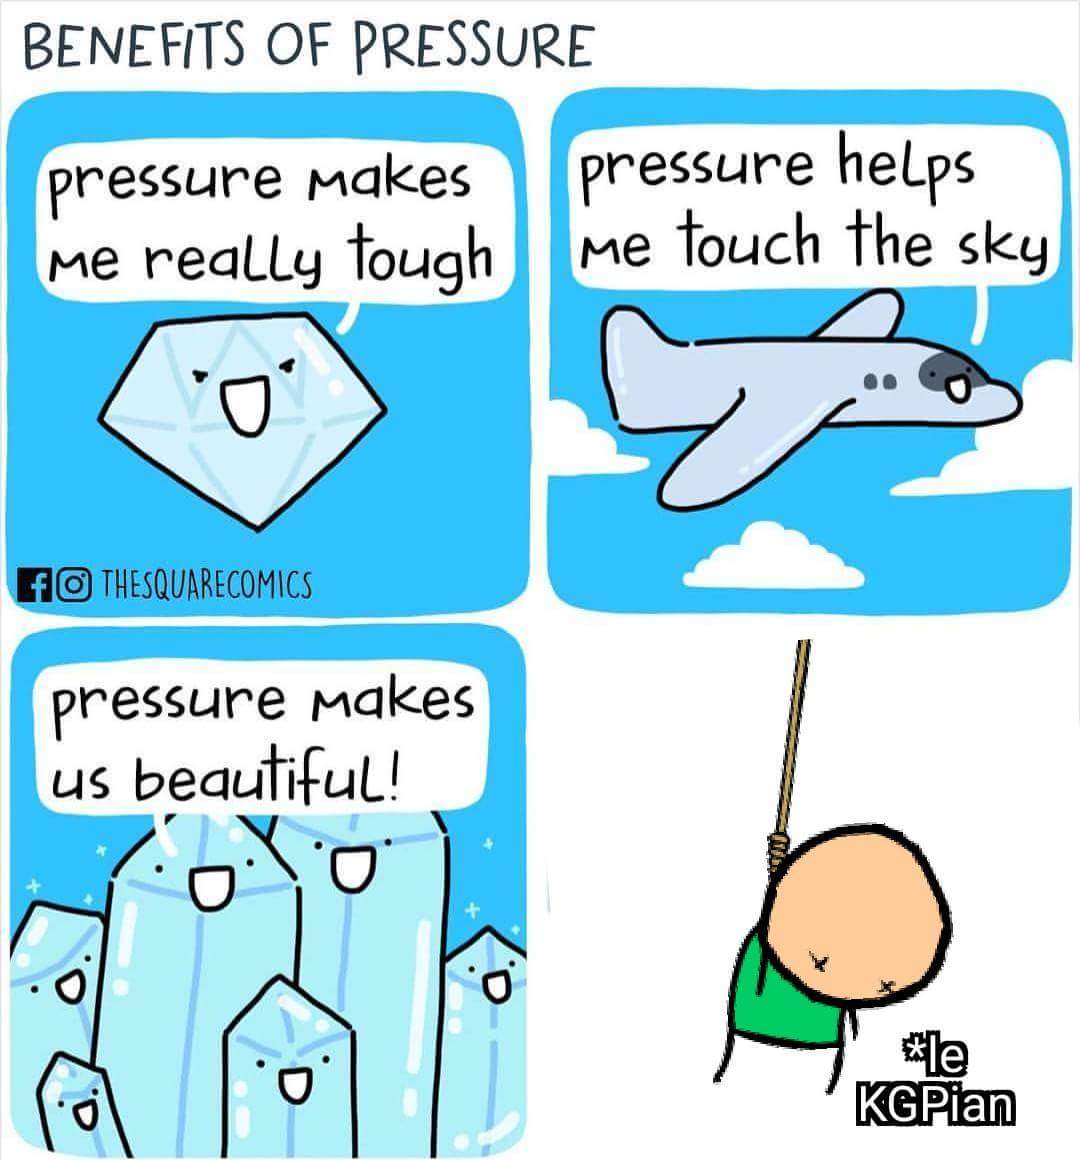 BENEFITS OF PRESSURE
pressure makes
me really tough
pressure helps
me touch the sky
THESQUARECOMICS
pressure makes
us beautiful!
*le
KGPian